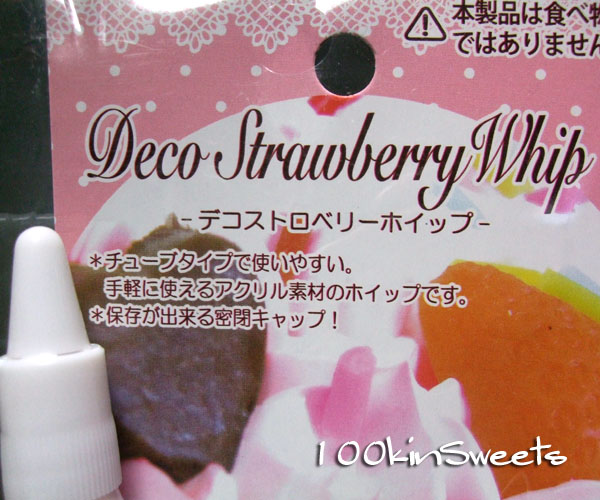 本製品は食べ物
ではありません
Deco Strawberry Whip
-デコストロベリーホイップ-
*チューブタイプで使いやすい。
手軽に使えるアクリル素材のホイップです。
*保存が出来る密閉キャップ!
100kinSweets